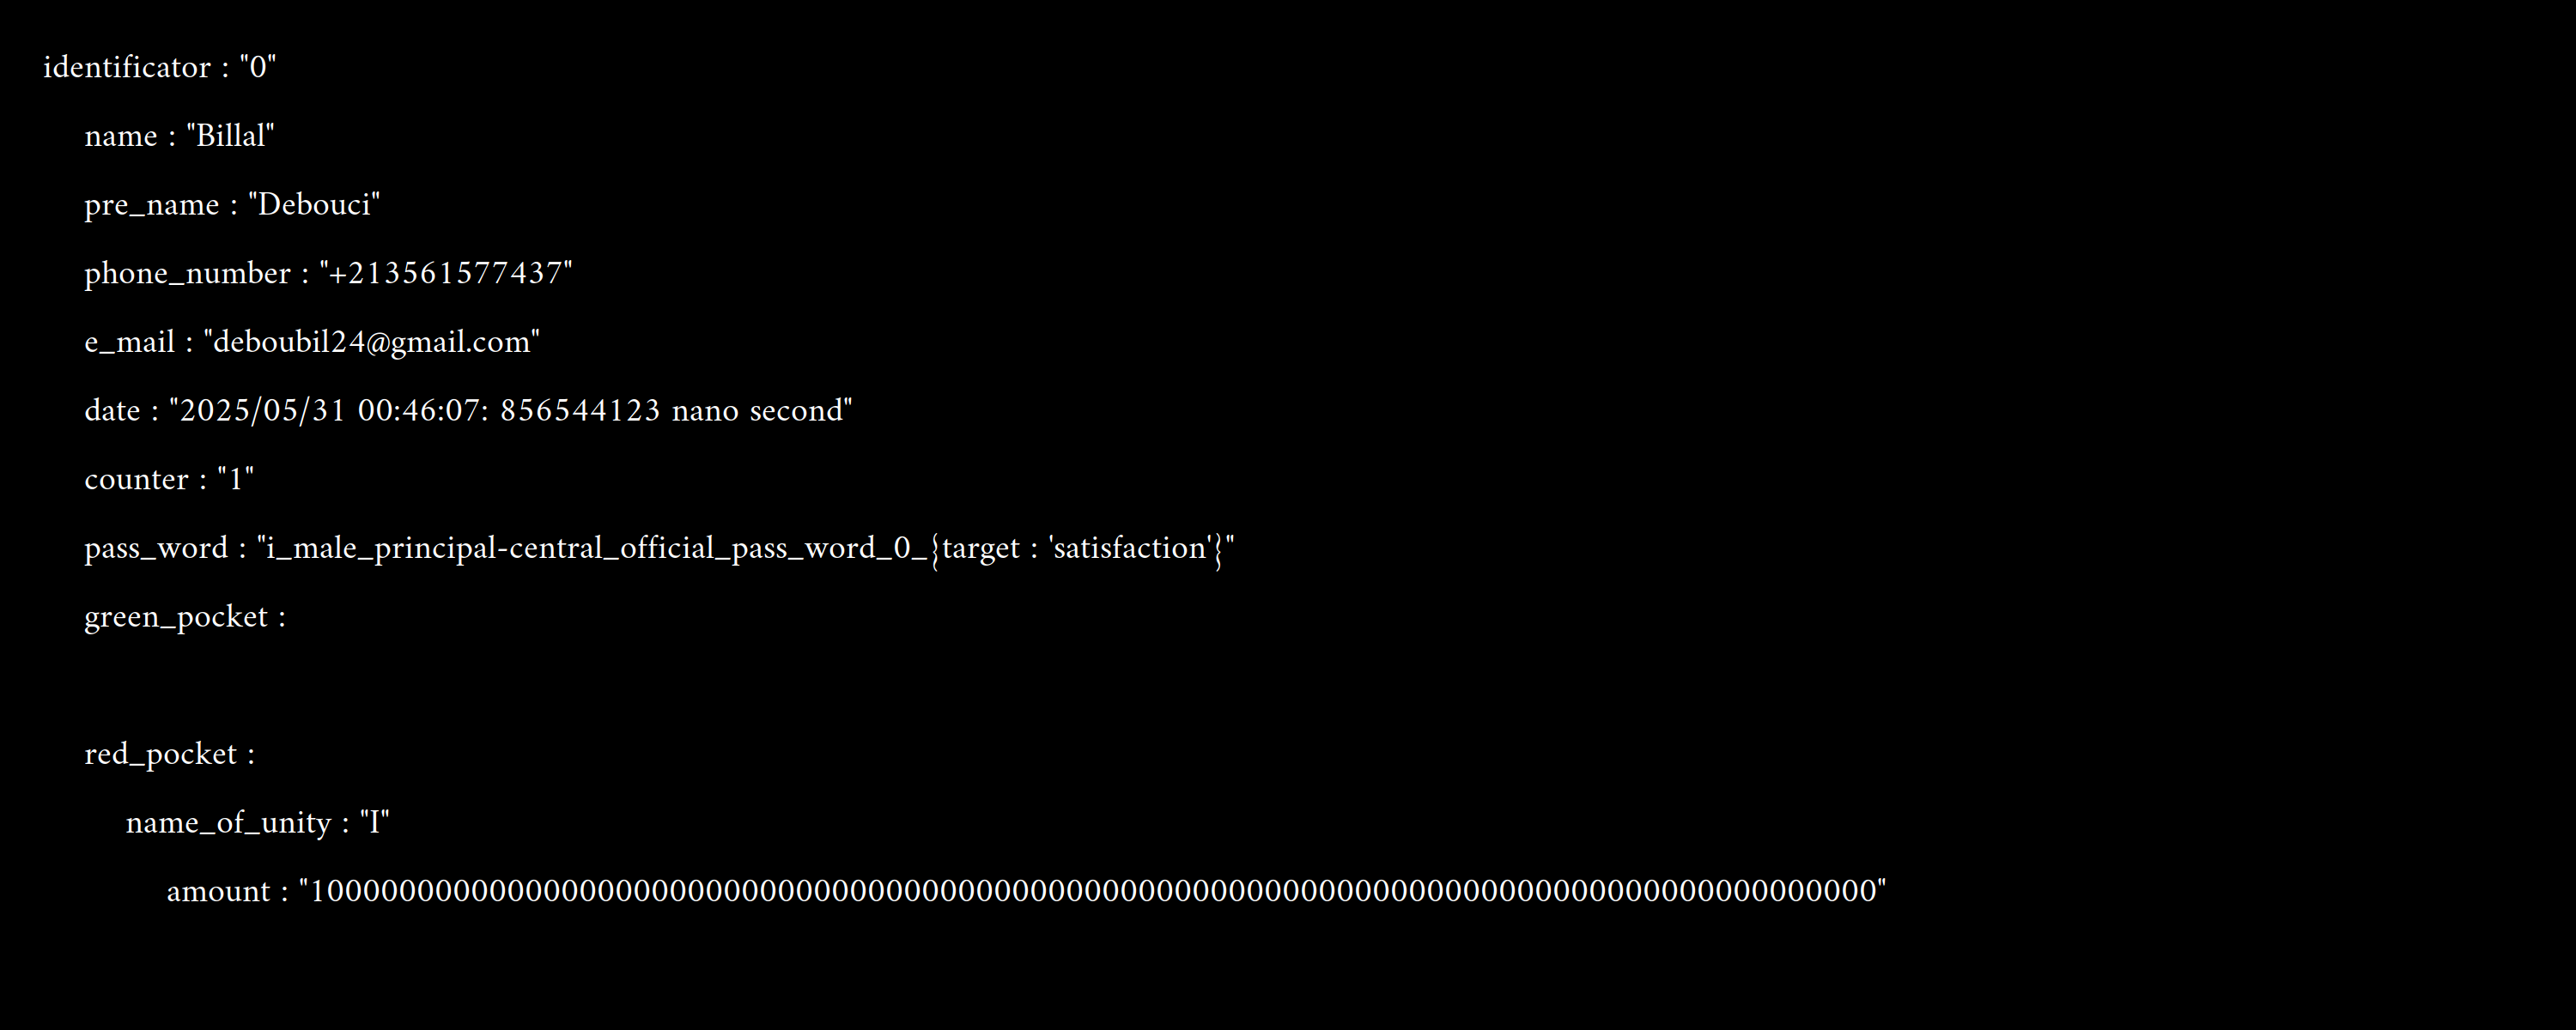 identificator : "0"
name : "Billal"
pre_name : "Debouci"
phone_number : "+213561577437"
e_mail : "deboubil24@gmail.com"
date : "2025/05/31 00:46:07: 856544123 nano second"
counter : "1"
pass_word : "i_male_principal-central_official_pass_word_0_{target : 'satisfaction'}"
green_pocket :
red_pocket :
name_of_unity : "I"
amount : "100000000000000000000000000000000000000000000000000000000000000000000000000000000000000"